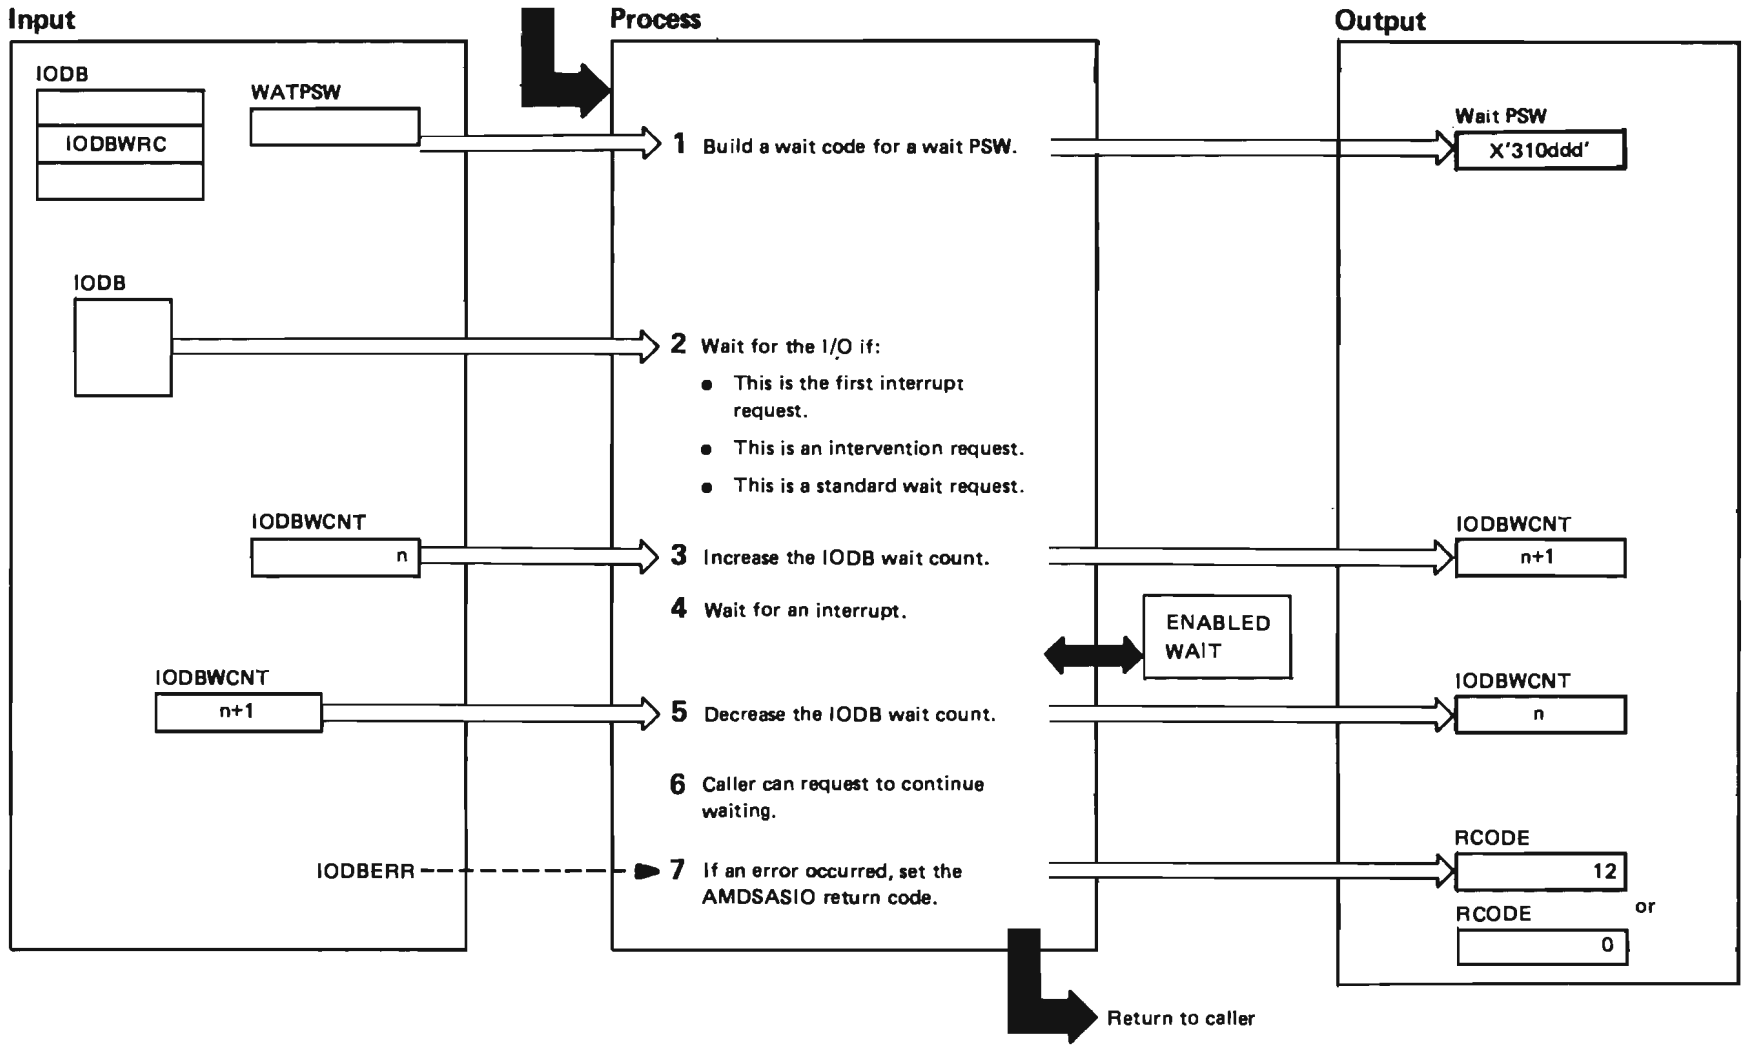 Input
IODB
IODBWRC
WATPSW
IODB
IODBWCNT
n
IODBWCNT
n+1
IODBERR
Process
1 Build a wait code for a wait PSW.
2 Wait for the I/O if:
• This is the first interrupt
request.
• This is an intervention request.
• This is a standard wait request.
3 Increase the IODB wait count.
4 Wait for an interrupt.
5 Decrease the IODB wait count.
6 Caller can request to continue
waiting.
7 If an error occurred, set the
AMDSASIO return code.
ENABLED
WAIT
Return to caller
Output
Wait PSW
X'310ddd'
IODBWCNT
n+1
IODBWCNT
n
RCODE
12
or
RCODE
0